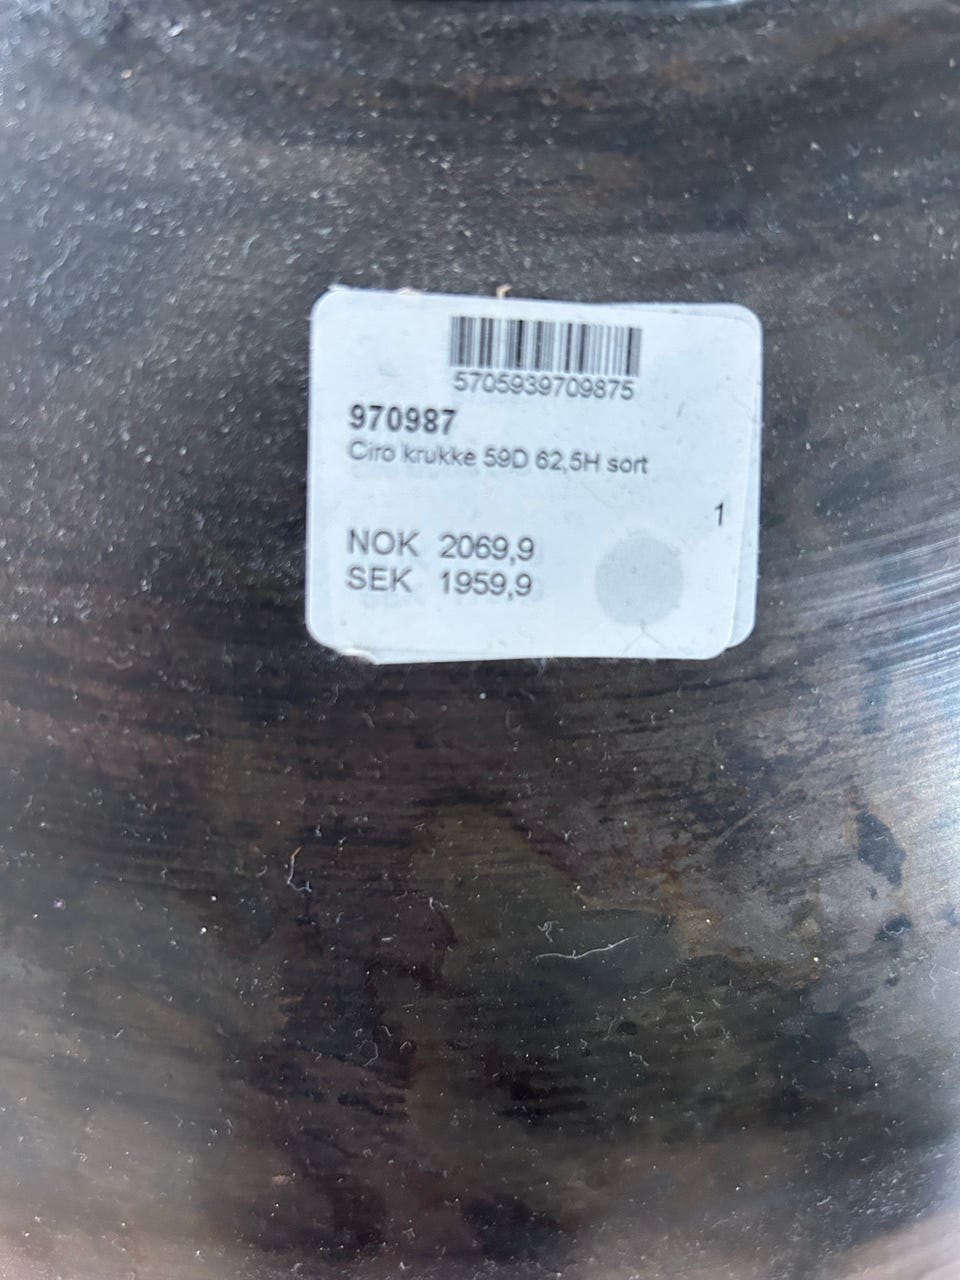 5705939709875
970987
Ciro krukke 59D 62,5H sort
1
NOK 2069,9
SEK 1959,9